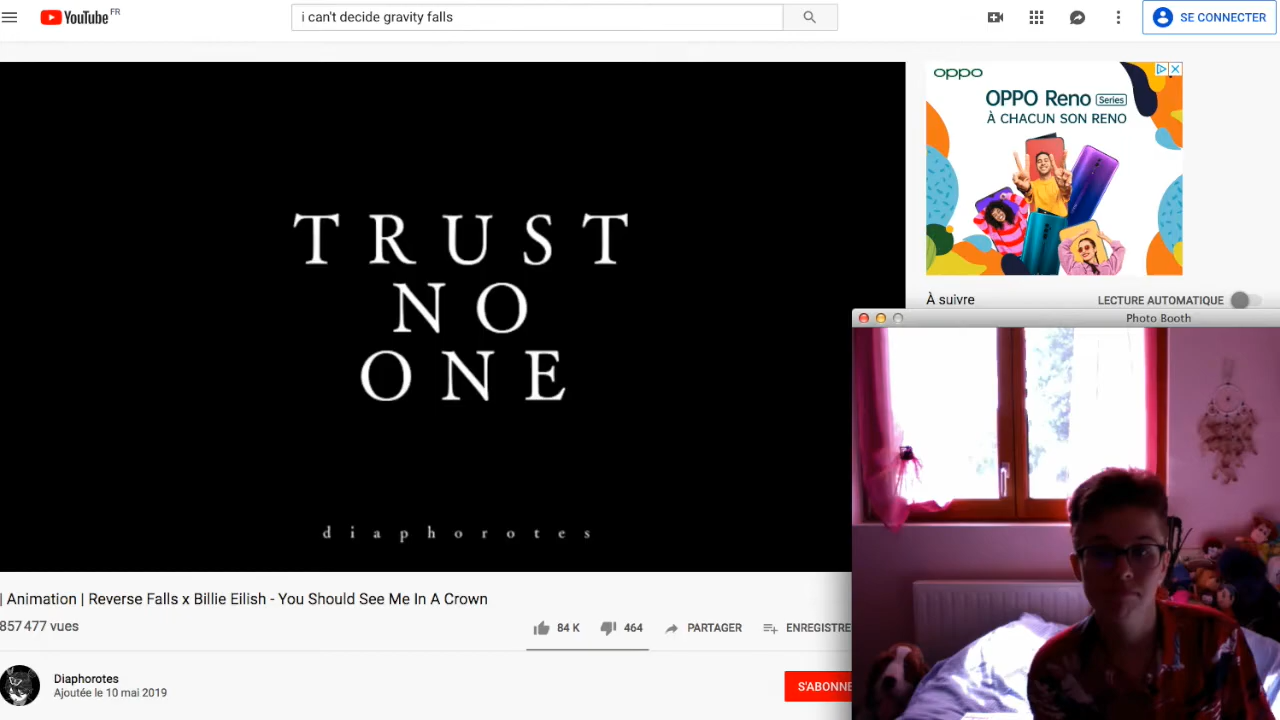 YouTube FR
i can't decide gravity falls
SE CONNECTER
TRUST
NO
ONE
diaphorotes
| Animation | Reverse Falls x Billie Eilish - You Should See Me In A Crown
857 477 vues
84 K
464
PARTAGER
ENREGISTRE
Diaphorotes
Ajoutée le 10 mai 2019
S'ABONNE
oppo
OPPO Reno Series
À CHACUN SON RENO
À suivre
LECTURE AUTOMATIQUE
Photo Booth